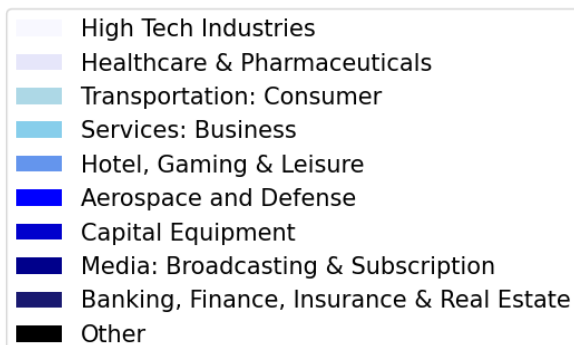 High Tech Industries
Healthcare & Pharmaceuticals
Transportation: Consumer
Services: Business
Hotel, Gaming & Leisure
Aerospace and Defense
Capital Equipment
Media: Broadcasting & Subscription
Banking, Finance, Insurance & Real Estate
Other